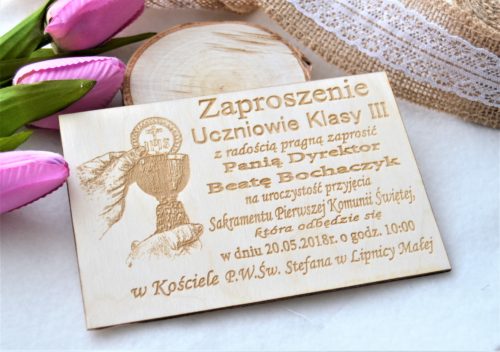 Zaproszenie
Uczniowie Klasy III
z radością pragną zaprosić
Panią Dyrektor
Beatę Bochaczyk
na uroczystość przyjęcia
Sakramentu Pierwszej Komunii Świętej,
która odbędzie się
w dniu 20.05.2018r. o godz. 10:00
w Kościele P.W.Św. Stefana w Lipnicy Małej
IHS